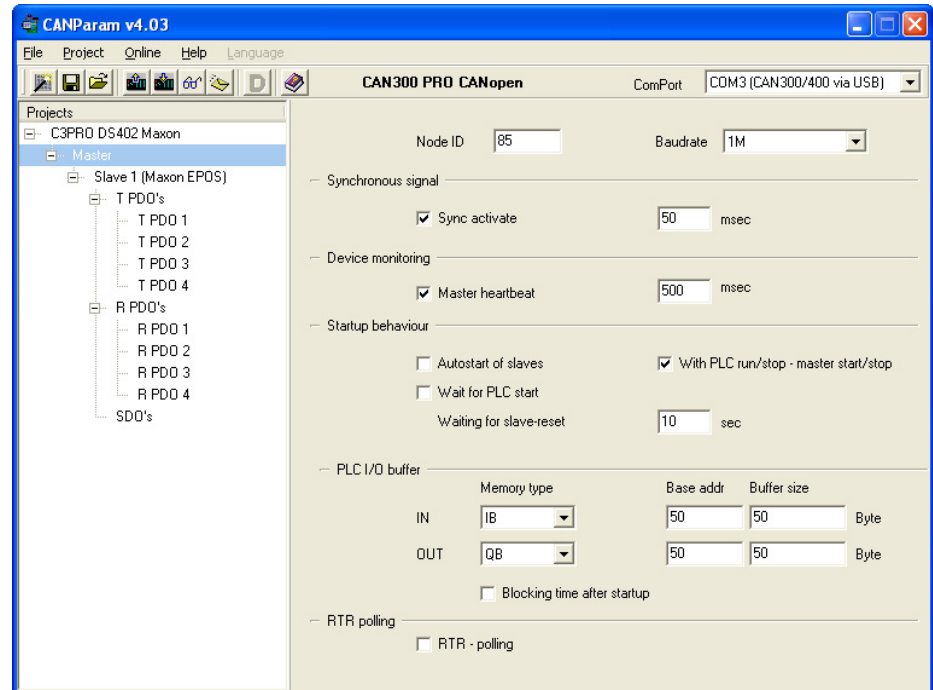 CANParam v4.03
File Project Online Help Language
D CAN300 PRO CANopen ComPort COM3 (CAN300/400 via USB)
Projects
C3PRO DS402 Maxon
Master
Slave 1 (Maxon EPOS)
T PDO's
T PDO 1
T PDO 2
T PDO 3
T PDO 4
R PDO's
R PDO 1
R PDO 2
R PDO 3
R PDO 4
SDO's
Node ID 85 Baudrate 1M
Synchronous signal
Sync activate 50 msec
Device monitoring
Master heartbeat 500 msec
Startup behaviour
Autostart of slaves With PLC run/stop - master start/stop
Wait for PLC start
Waiting for slave-reset 10 sec
PLC I/O buffer
Memory type Base addr Buffer size
IN IB 50 50 Byte
OUT QB 50 50 Byte
Blocking time after startup
RTR polling
RTR - polling